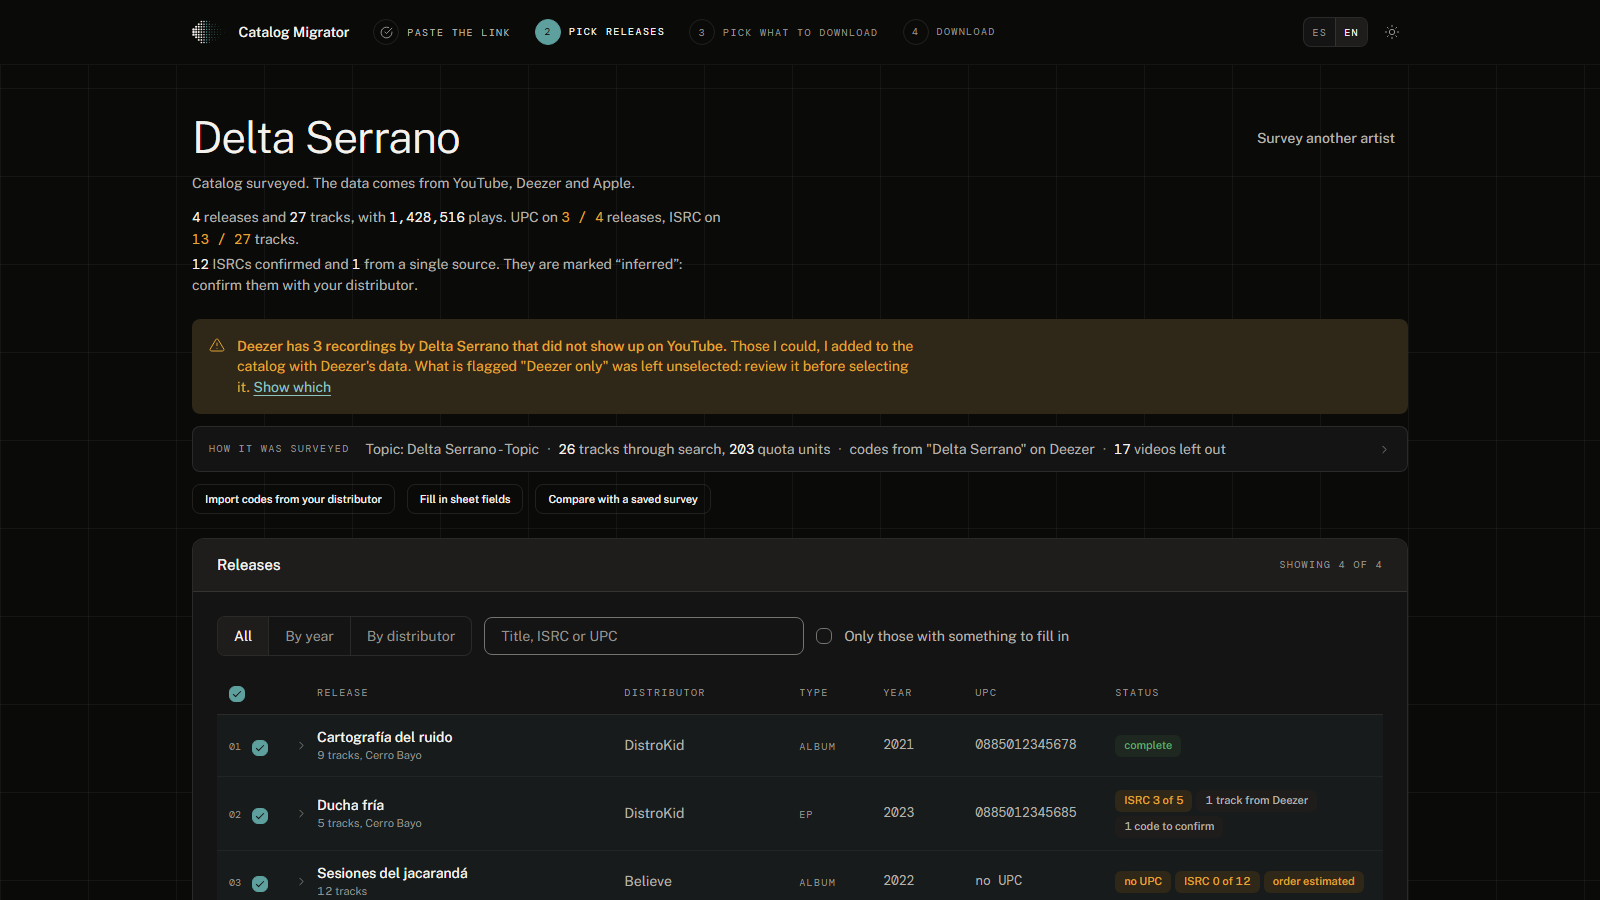 Catalog Migrator
PASTE THE LINK
2 PICK RELEASES
3 PICK WHAT TO DOWNLOAD
4 DOWNLOAD
ES EN
Delta Serrano
Survey another artist
Catalog surveyed. The data comes from YouTube, Deezer and Apple.
4 releases and 27 tracks, with 1,428,516 plays. UPC on 3 / 4 releases, ISRC on
13 / 27 tracks.
12 ISRCs confirmed and 1 from a single source. They are marked “inferred”:
confirm them with your distributor.
Deezer has 3 recordings by Delta Serrano that did not show up on YouTube. Those I could, I added to the
catalog with Deezer's data. What is flagged "Deezer only" was left unselected: review it before selecting
it. Show which
HOW IT WAS SURVEYED Topic: Delta Serrano - Topic · 26 tracks through search, 203 quota units · codes from "Delta Serrano" on Deezer · 17 videos left out
Import codes from your distributor
Fill in sheet fields
Compare with a saved survey
Releases
SHOWING 4 OF 4
All By year By distributor
Title, ISRC or UPC
Only those with something to fill in
RELEASE DISTRIBUTOR TYPE YEAR UPC STATUS
01 Cartografía del ruido DistroKid ALBUM 2021 0885012345678 complete
9 tracks, Cerro Bayo
02 Ducha fría DistroKid EP 2023 0885012345685 ISRC 3 of 5 1 track from Deezer
5 tracks, Cerro Bayo
1 code to confirm
03 Sesiones del jacarandá Believe ALBUM 2022 no UPC no UPC ISRC 0 of 12 order estimated
12 tracks